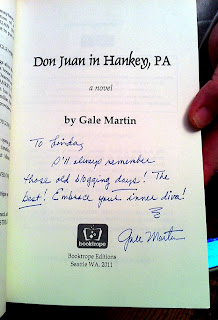 Don Juan in Hankey, PA
a novel
by Gale Martin
To Linda,
I'll always remember
those old blogging days! The
best! Embrace your inner diva!
booktrope
Gale Martin
Booktrope Editions
Seattle WA, 2011